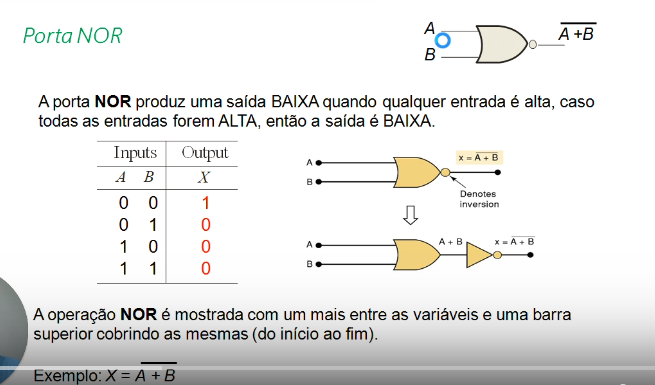 Porta NOR
A
B
A +B
A porta NOR produz uma saída BAIXA quando qualquer entrada é alta, caso
todas as entradas forem ALTA, então a saída é BAIXA.
Inputs Output
A B X
0 0 1
0 1 0
1 0 0
1 1 0
x = A + B
A
B
Denotes
inversion
A + B x = A + B
A
B
A operação NOR é mostrada com um mais entre as variáveis e uma barra
superior cobrindo as mesmas (do início ao fim).
Exemplo: X = A + B